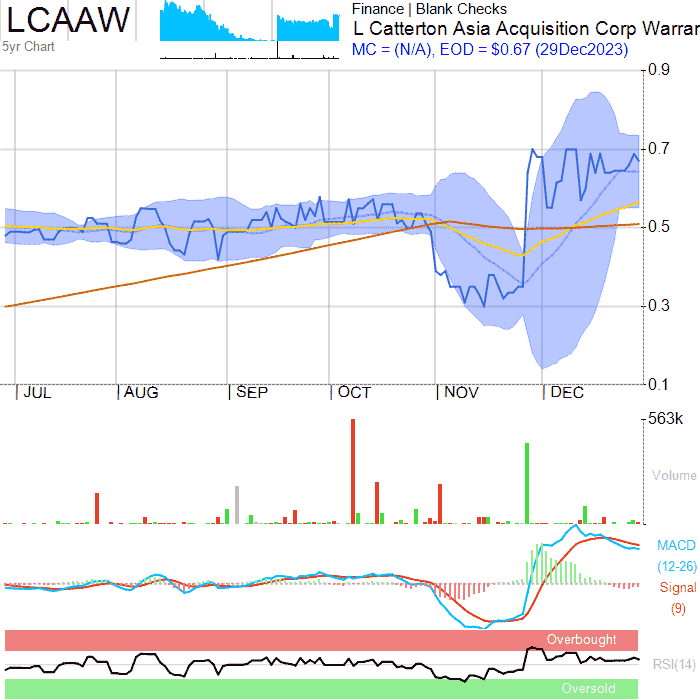 LCAAW
5yr Chart
Finance | Blank Checks
L Catterton Asia Acquisition Corp Warran
MC = (N/A), EOD = $0.67 (29Dec2023)
0.9
0.7
0.5
0.3
0.1
JUL AUG SEP OCT NOV DEC
563k
Volume
MACD
(12-26)
Signal
(9)
Overbought
RSI(14)
Oversold